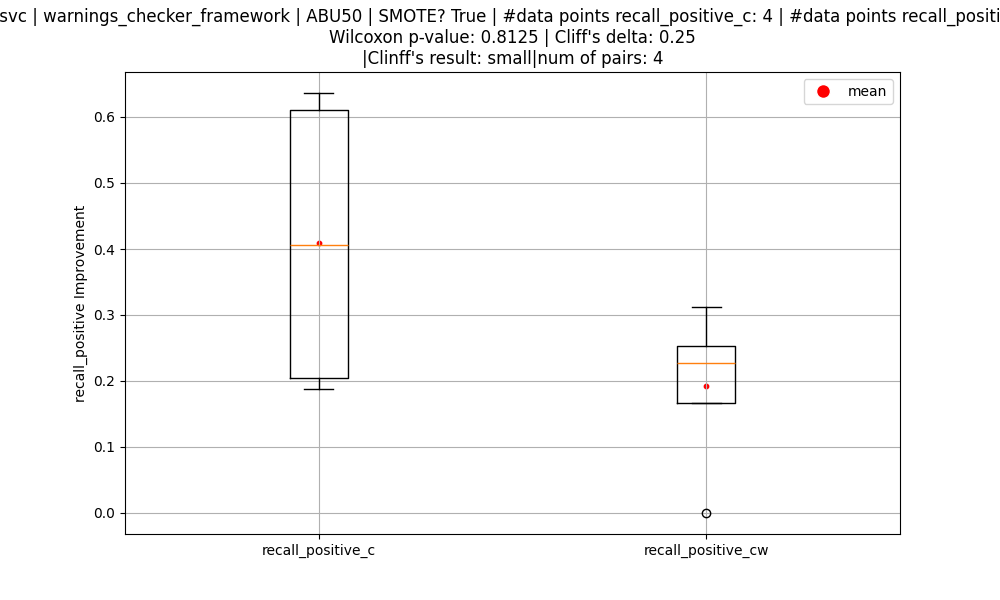 svc | warnings_checker_framework | ABU50 | SMOTE? True | #data points recall_positive_c: 4 | #data points
Wilcoxon p-value: 0.8125 | Cliff's delta: 0.25
|Clinff's result: small|num of pairs: 4
mean
0.6
0.5
0.4
0.3
0.2
0.1
0.0
recall_positive Improvement
recall_positive_c
recall_positive_cw